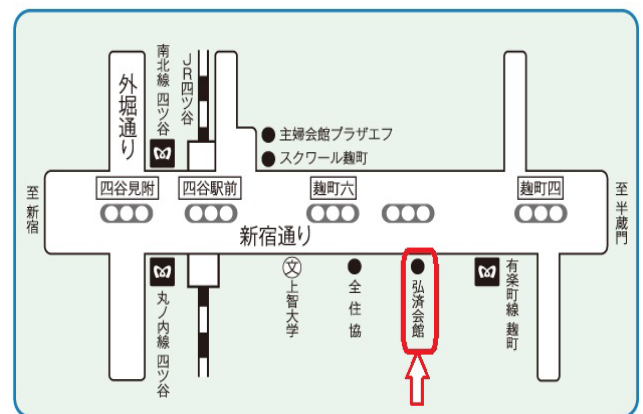 外堀通り
南北線 四ツ谷
JR四ツ谷
主婦会館プラザエフ
スクワール麹町
至 新宿
四谷見附
四谷駅前
麹町六
麹町四
至 半蔵門
新宿通り
丸ノ内線 四ツ谷
文
上智大学
全住協
弘済会館
有楽町線 麹町